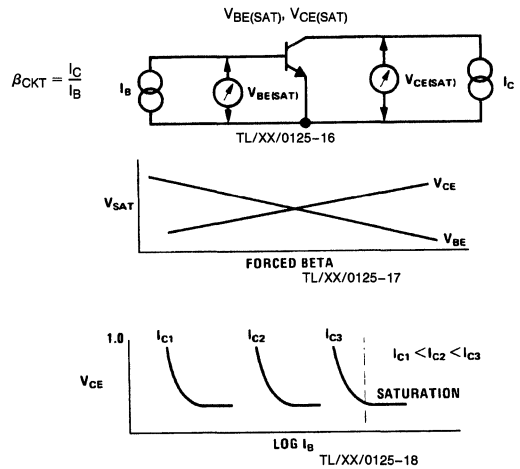 VBE(SAT), VCE(SAT)
βCKT = IC
IB
IB
VBE(SAT)
VCE(SAT)
IC
TL/XX/0125–16
VCE
VSAT
VBE
FORCED BETA
TL/XX/0125–17
1.0
IC1
IC2
IC3
IC1 < IC2 < IC3
VCE
SATURATION
LOG IB
TL/XX/0125–18